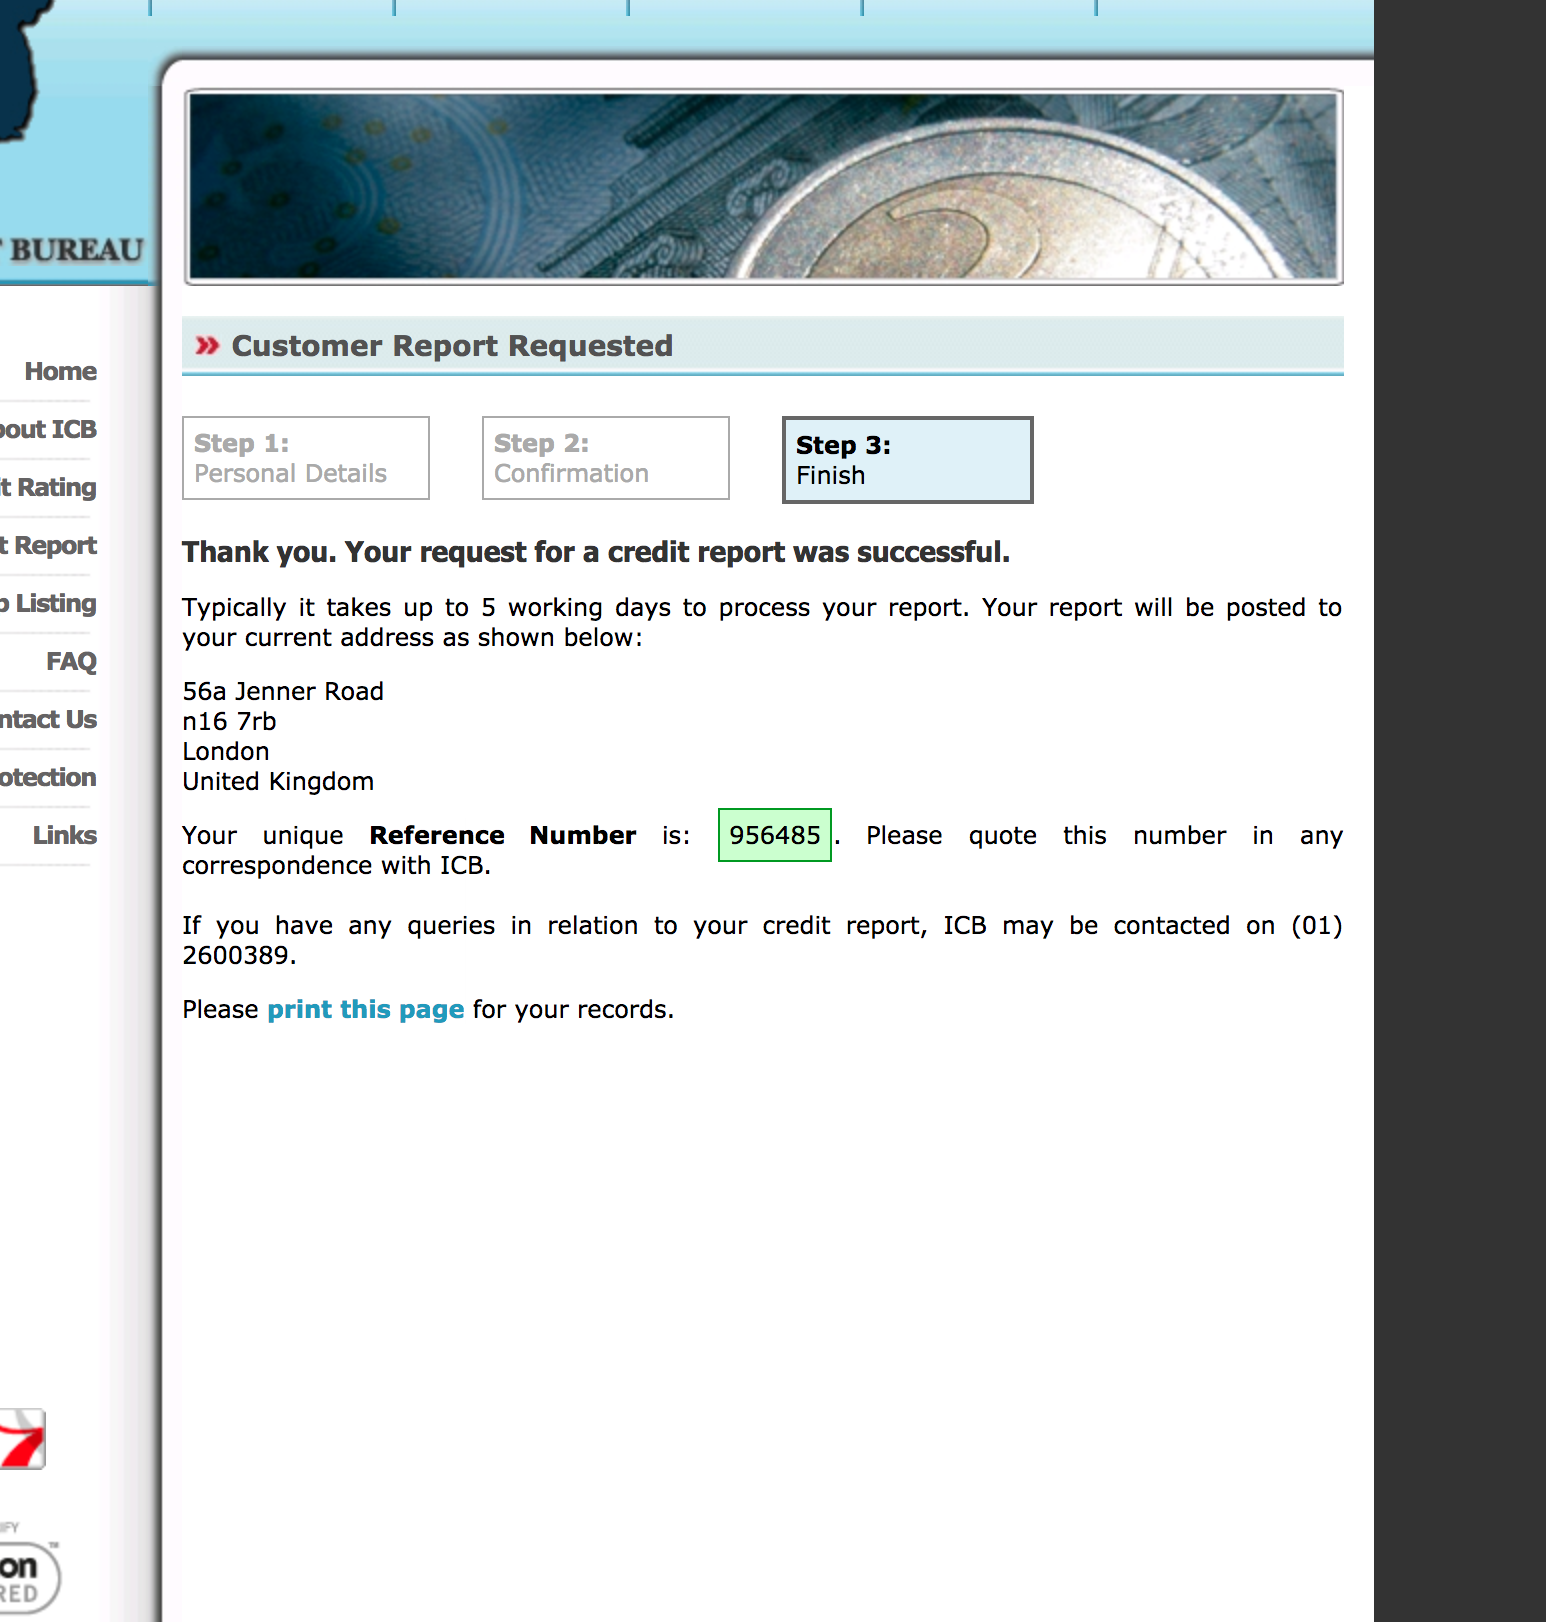 BUREAU
Home
out ICB
t Rating
t Report
Listing
FAQ
ntact Us
otection
Links
Customer Report Requested
Step 1:
Personal Details
Step 2:
Confirmation
Step 3:
Finish
Thank you. Your request for a credit report was successful.
Typically it takes up to 5 working days to process your report. Your report will be posted to
your current address as shown below:
56a Jenner Road
n16 7rb
London
United Kingdom
Your unique Reference Number is: 956485. Please quote this number in any
correspondence with ICB.
If you have any queries in relation to your credit report, ICB may be contacted on (01)
2600389.
Please print this page for your records.
IFY
on
RED